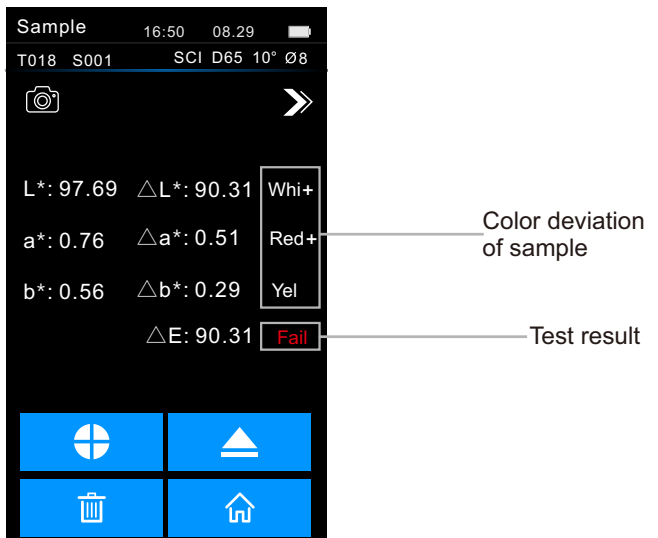 Sample 16:50 08.29
T018 S001 SCI D65 10° Ø8
L*: 97.69 △L*: 90.31 Whi+
a*: 0.76 △a*: 0.51 Red+
b*: 0.56 △b*: 0.29 Yel
△E: 90.31 Fail
Color deviation
of sample
Test result